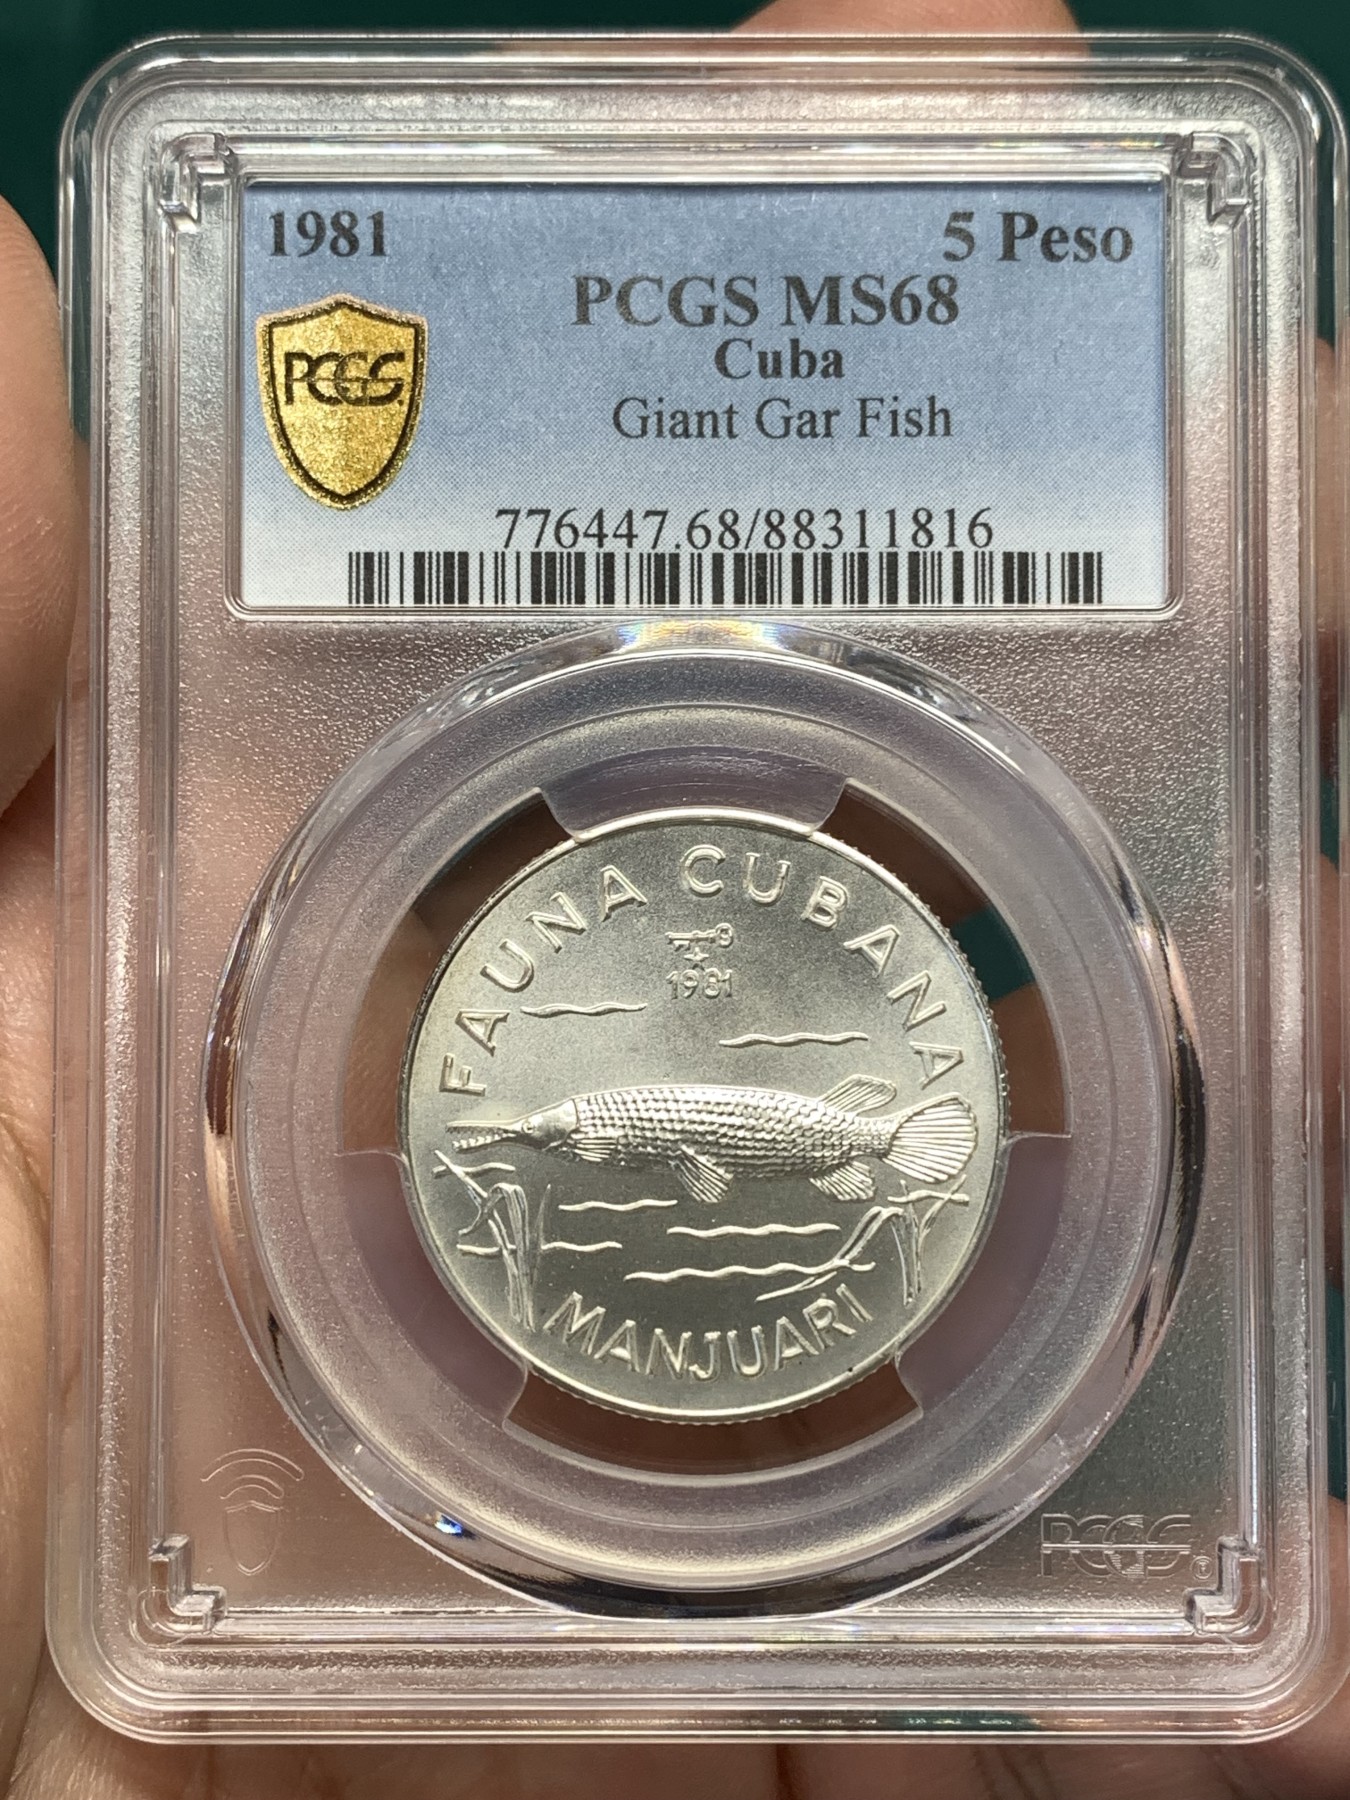 1981 5 Peso
PCGS MS68
Cuba
Giant Gar Fish
PCGS
776447.68/88311816
FAUNA CUBANA
1981
MANJUARI
PCGS